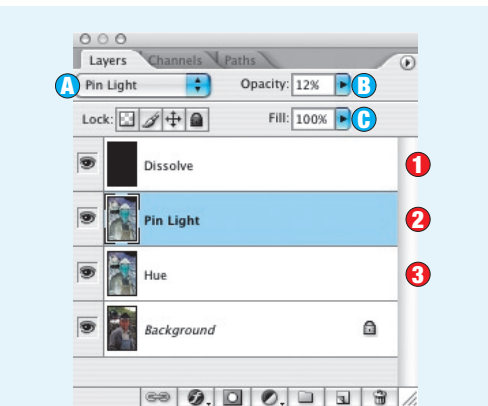 Layers Channels Paths
A Pin Light Opacity: 12% B
Lock: Fill: 100% C
Dissolve 1
Pin Light 2
Hue 3
Background